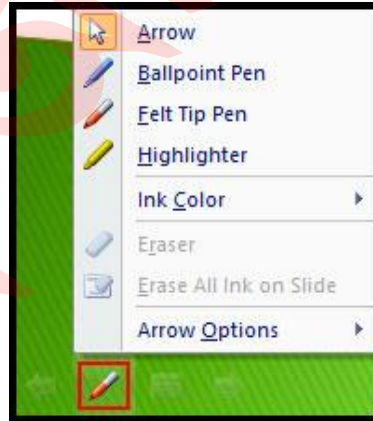 Arrow
Ballpoint Pen
Felt Tip Pen
Highlighter
Ink Color
Eraser
Erase All Ink on Slide
Arrow Options